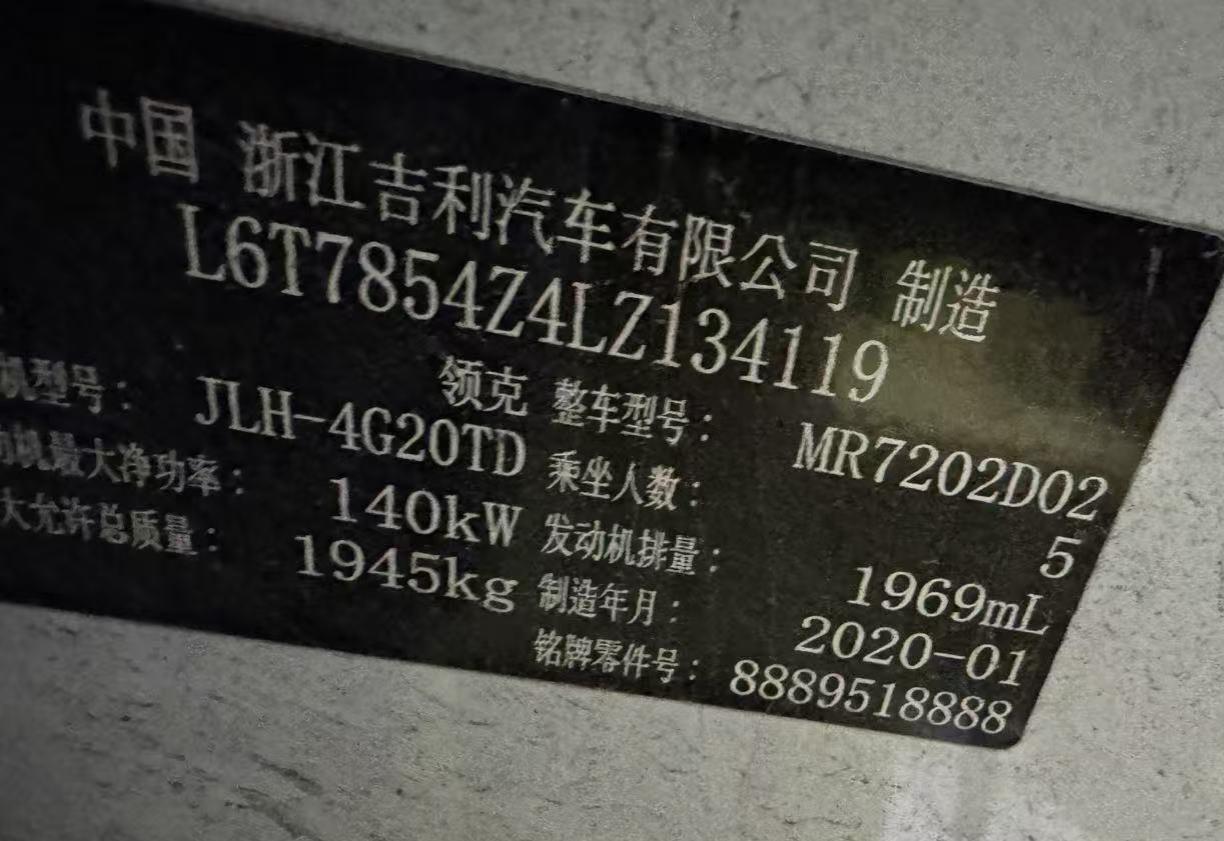 中国 浙江吉利汽车有限公司 制造
L6T7854Z4LZ134119
领克 整车型号： MR7202D02
机型号： JLH-4G20TD 乘坐人数： 5
动机最大净功率： 140kW 发动机排量： 1969mL
大允许总质量： 1945kg 制造年月： 2020-01
铭牌零件号： 8889518888